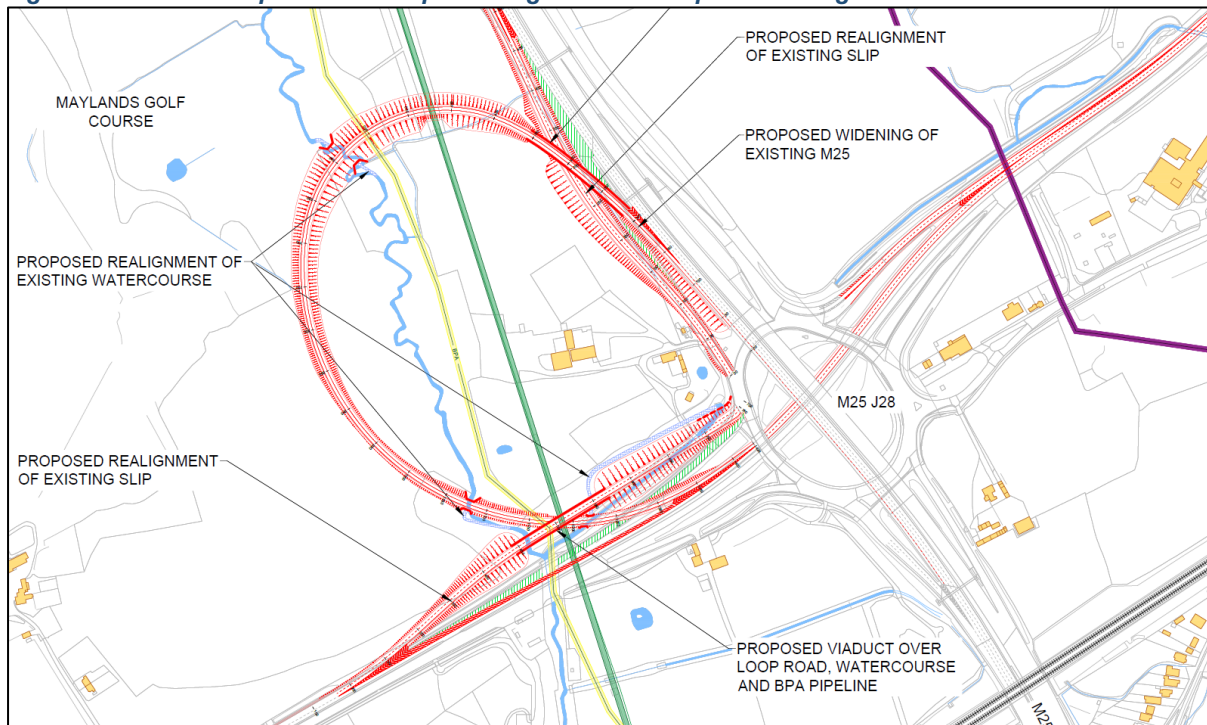 MAYLANDS GOLF
COURSE
PROPOSED REALIGNMENT
OF EXISTING SLIP
PROPOSED WIDENING OF
EXISTING M25
PROPOSED REALIGNMENT OF
EXISTING WATERCOURSE
BPA
M25 J28
PROPOSED REALIGNMENT
OF EXISTING SLIP
PROPOSED VIADUCT OVER
LOOP ROAD, WATERCOURSE
AND BPA PIPELINE